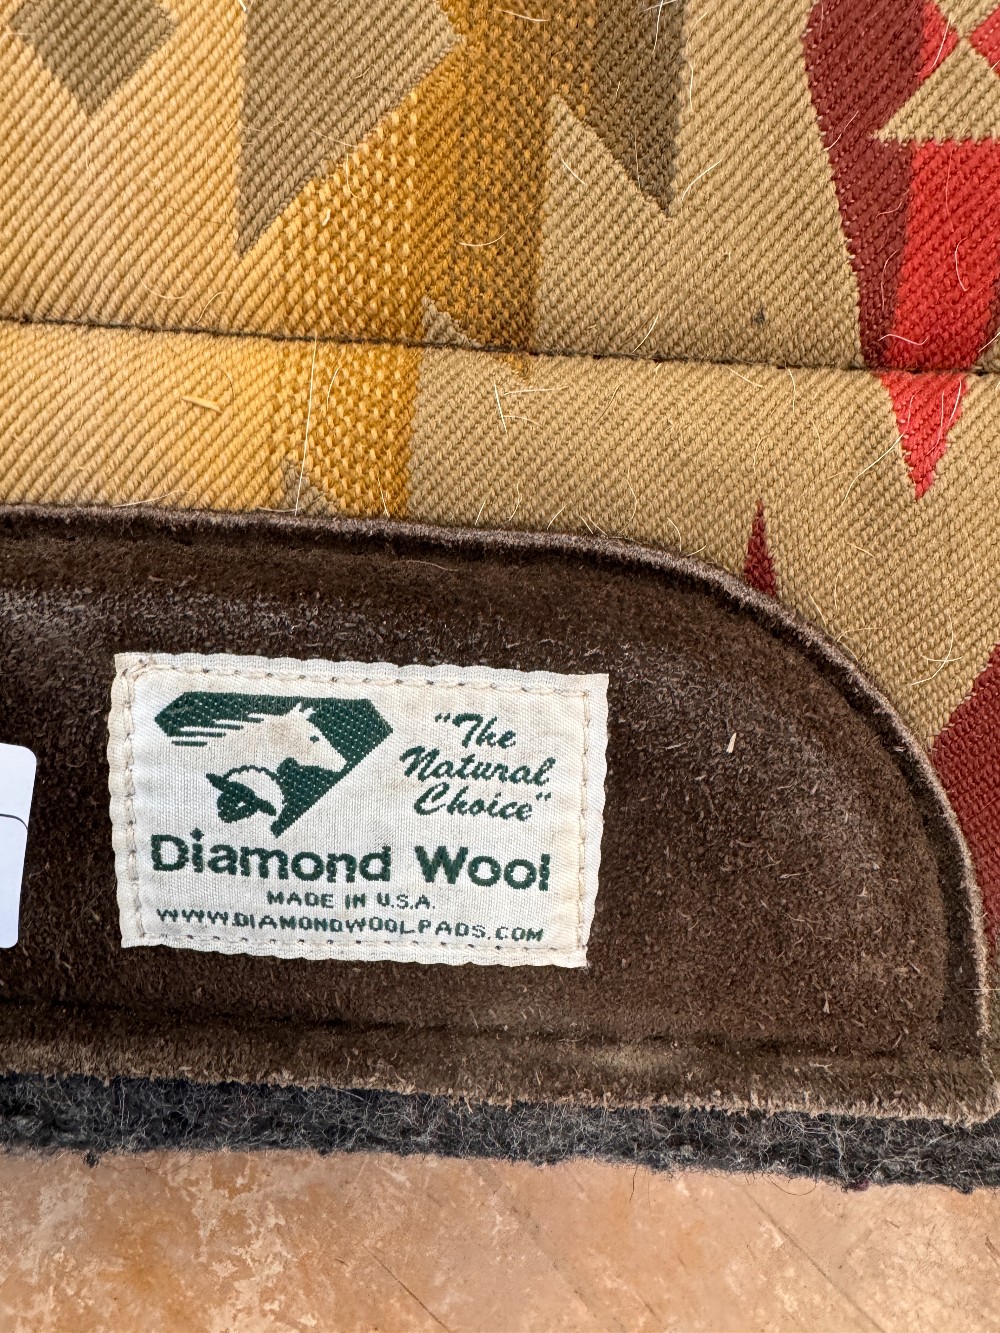 "The
Natural
Choice"
Diamond Wool
MADE IN U.S.A.
WWW.DIAMONDWOOLPADS.COM